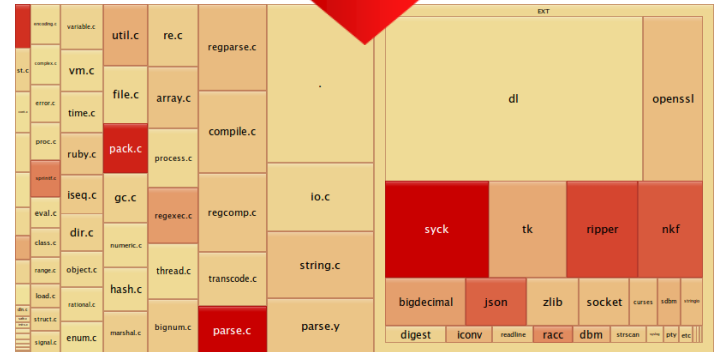 EXT
encoding.c
variable.c
util.c
re.c
regparse.c
.
dl
openssl
st.c
complex.c
vm.c
file.c
array.c
error.c
time.c
compile.c
proc.c
ruby.c
pack.c
process.c
sprintf.c
iseq.c
gc.c
regexec.c
regcomp.c
io.c
syck
tk
ripper
nkf
eval.c
dir.c
class.c
numeric.c
string.c
range.c
object.c
thread.c
transcode.c
hash.c
load.c
rational.c
bigdecimal
json
zlib
socket
curses
sdbm
stringio
struct.c
marshal.c
bignum.c
parse.c
parse.y
signal.c
enum.c
digest
iconv
readline
racc
dbm
strscan
pty
etc